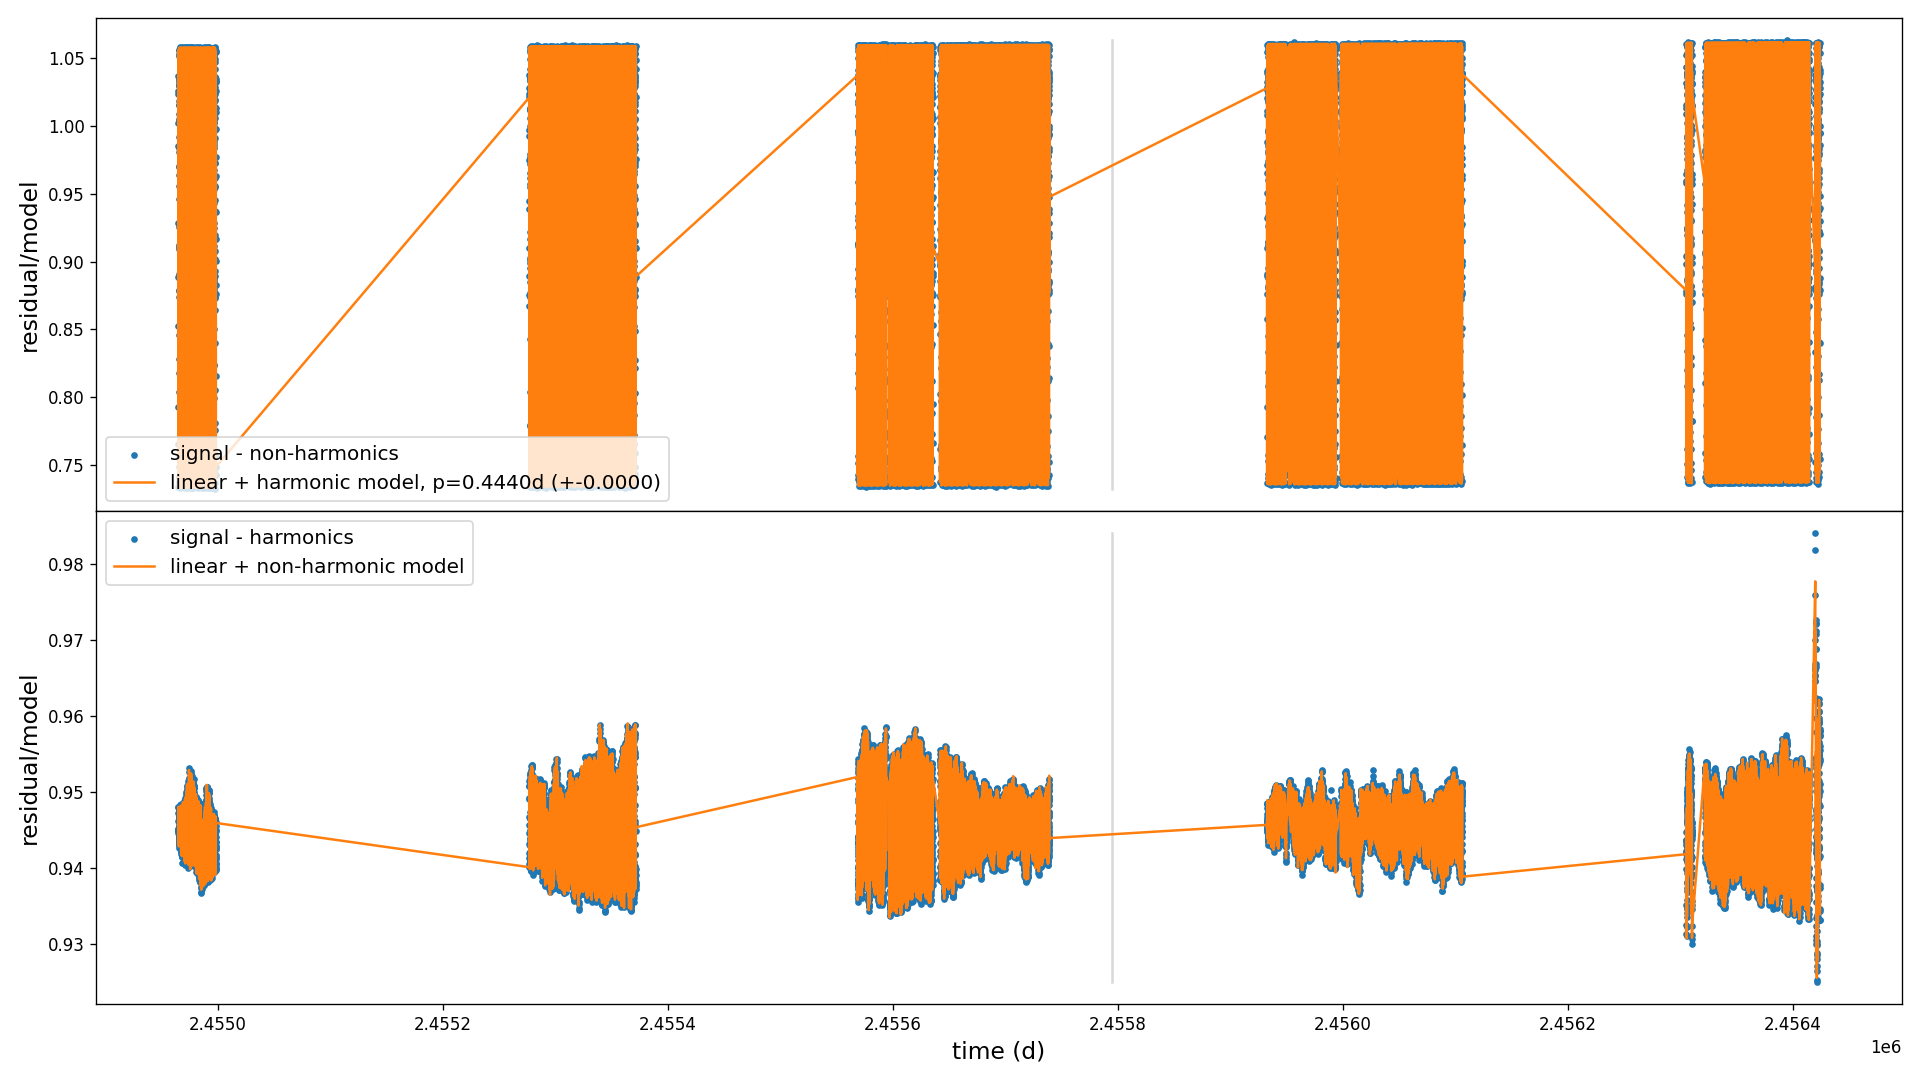 residual/model
1.05
1.00
0.95
0.90
0.85
0.80
0.75
signal - non-harmonics
linear + harmonic model, p=0.4440d (+-0.0000)
residual/model
0.98
0.97
0.96
0.95
0.94
0.93
signal - harmonics
linear + non-harmonic model
2.4550 2.4552 2.4554 2.4556 2.4558 2.4560 2.4562 2.4564
1e6
time (d)